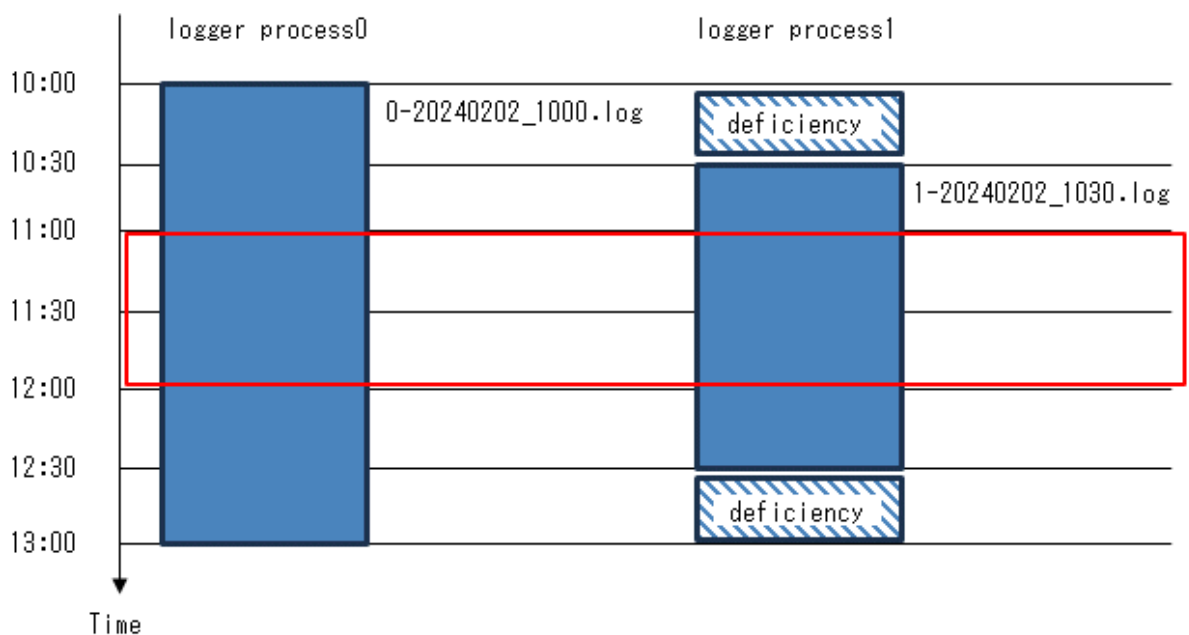 logger process0
logger process1
10:00
0-20240202_1000.log
deficiency
10:30
1-20240202_1030.log
11:00
11:30
12:00
12:30
deficiency
13:00
Time